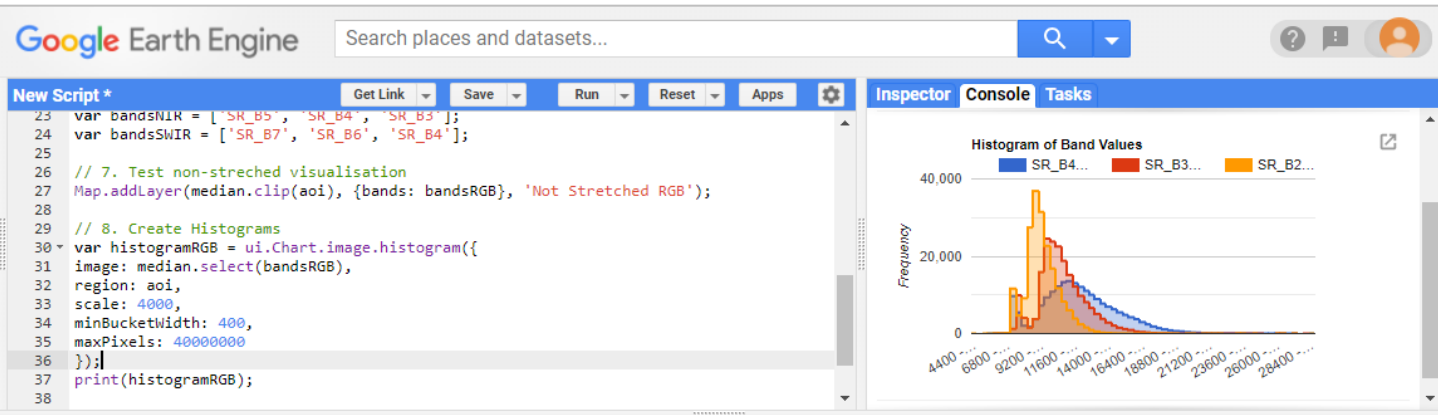 Google Earth Engine
Search places and datasets...
New Script *
Get Link
Save
Run
Reset
Apps
23 var bandsNIR = ['SR_B5', 'SR_B4', 'SR_B3'];
24 var bandsSWIR = ['SR_B7', 'SR_B6', 'SR_B4'];
25
26 // 7. Test non-streched visualisation
27 Map.addLayer(median.clip(aoi), {bands: bandsRGB}, 'Not Stretched RGB');
28
29 // 8. Create Histograms
30 var histogramRGB = ui.Chart.image.histogram({
31 image: median.select(bandsRGB),
32 region: aoi,
33 scale: 4000,
34 minBucketWidth: 400,
35 maxPixels: 40000000
36 });
37 print(histogramRGB);
38
Inspector
Console
Tasks
Histogram of Band Values
SR_B4...
SR_B3...
SR_B2...
40,000
20,000
0
Frequency
4400 -...
6800 -...
9200 -...
11600 -...
14000 -...
16400 -...
18800 -...
21200 -...
23600 -...
26000 -...
28400 -...